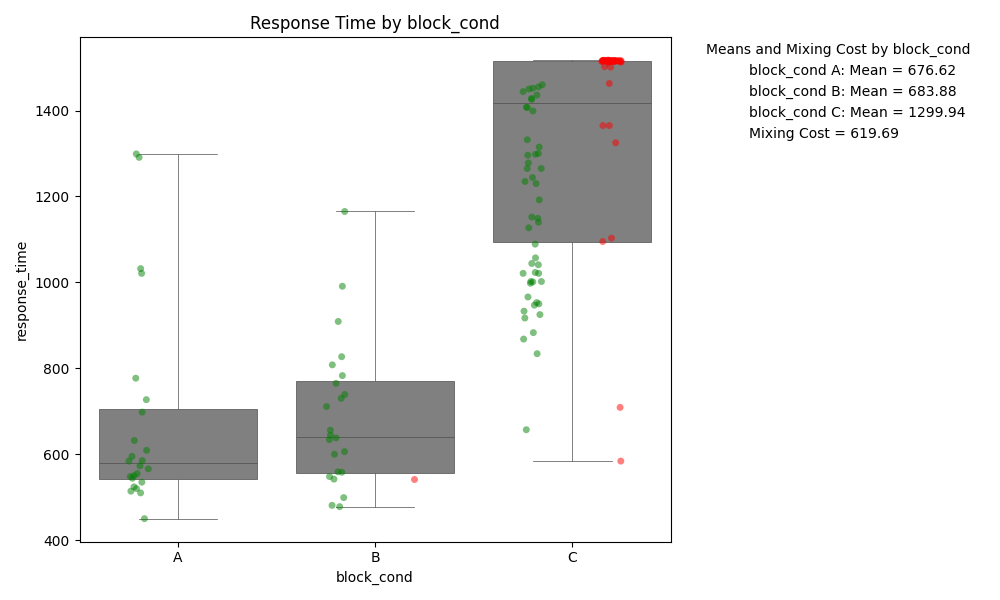 Response Time by block_cond
Means and Mixing Cost by block_cond
block_cond A: Mean = 676.62
block_cond B: Mean = 683.88
block_cond C: Mean = 1299.94
Mixing Cost = 619.69
response_time
1400
1200
1000
800
600
400
A B C
block_cond